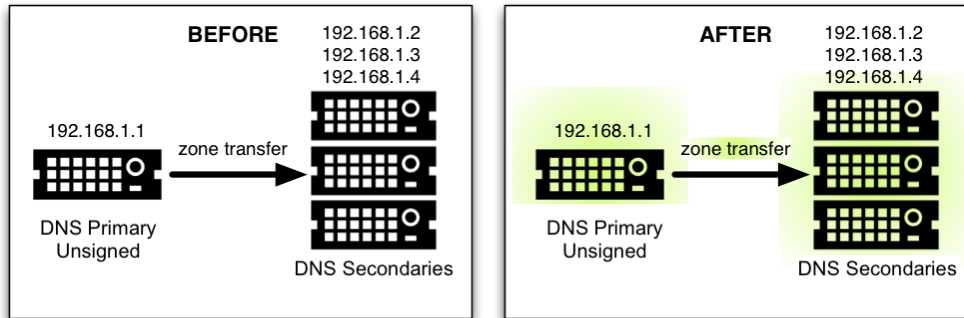 BEFORE
192.168.1.2
192.168.1.3
192.168.1.4
192.168.1.1
zone transfer
DNS Primary
Unsigned
DNS Secondaries
AFTER
192.168.1.2
192.168.1.3
192.168.1.4
192.168.1.1
zone transfer
DNS Primary
Unsigned
DNS Secondaries